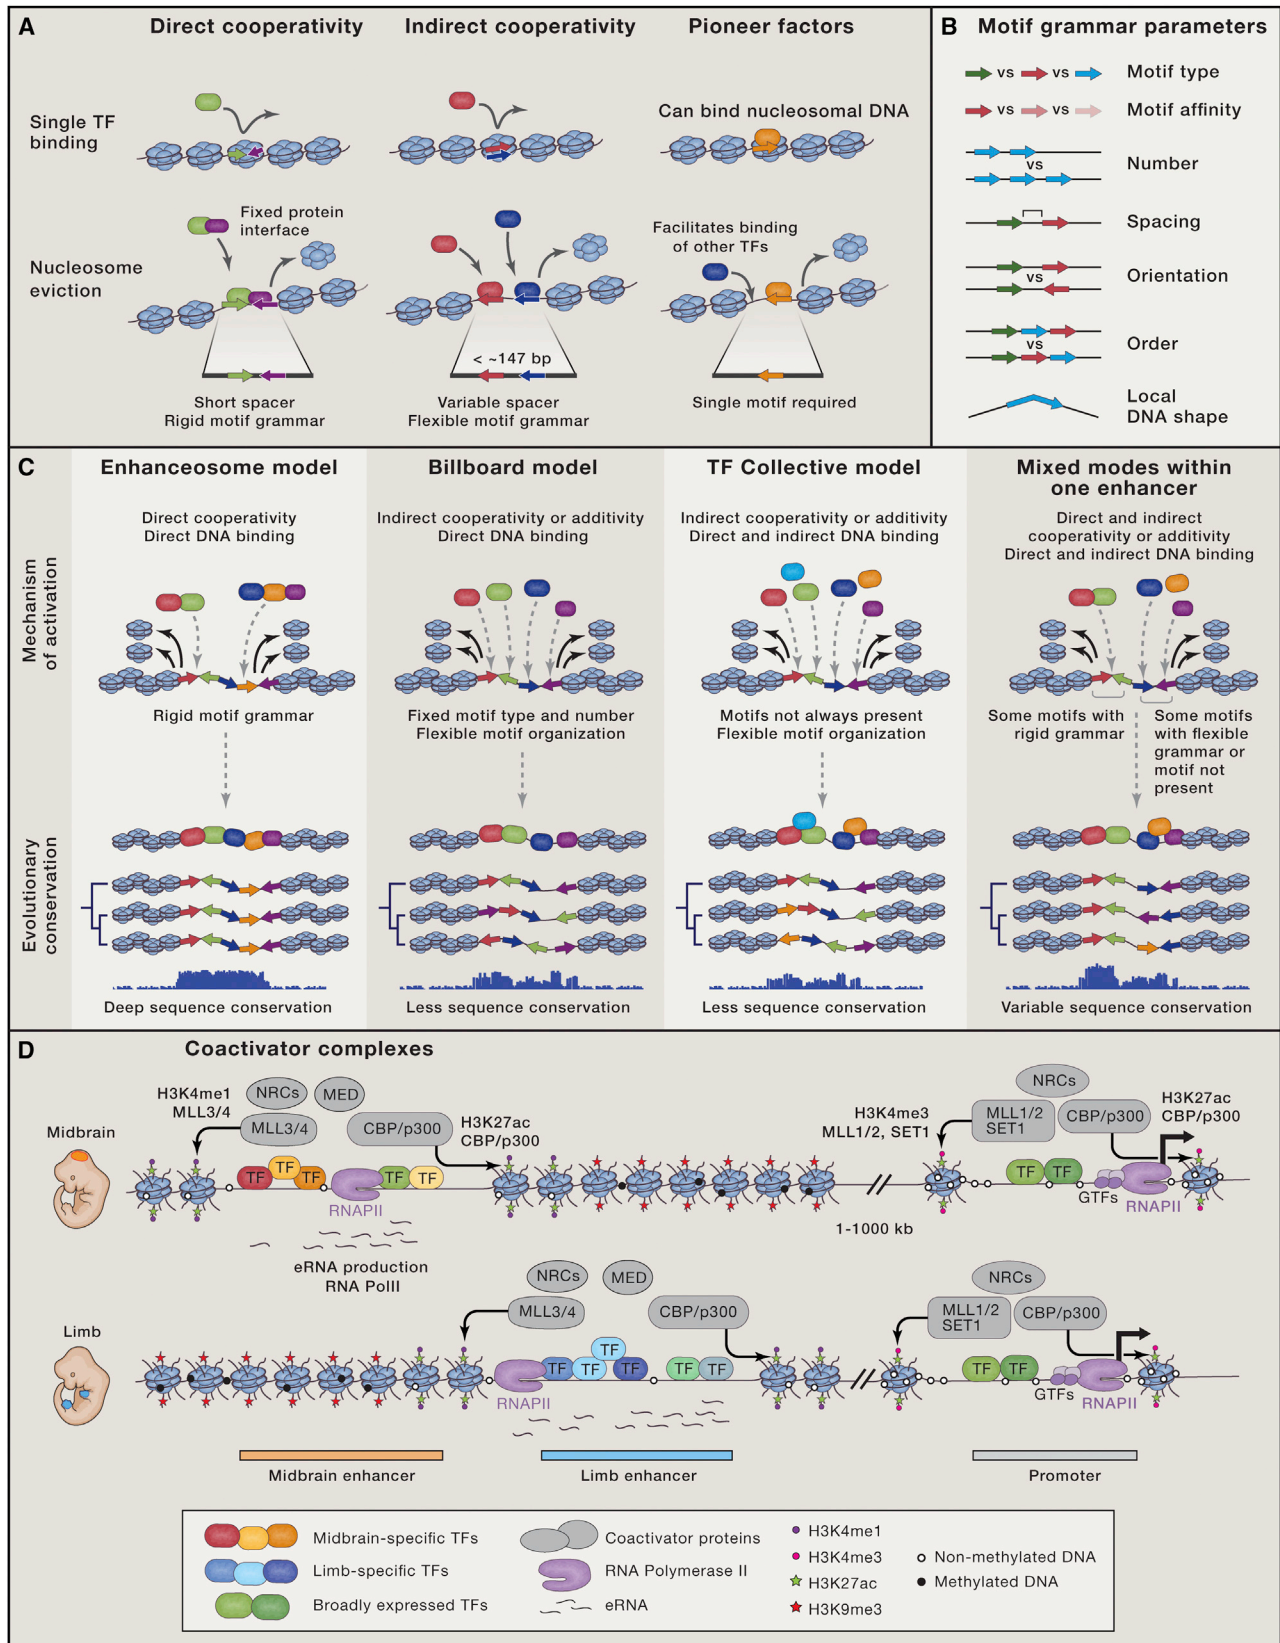 A
Direct cooperativity
Indirect cooperativity
Pioneer factors
Single TF
binding
Can bind nucleosomal DNA
Nucleosome
eviction
Fixed protein
interface
Facilitates binding
of other TFs
< ~147 bp
Short spacer
Rigid motif grammar
Variable spacer
Flexible motif grammar
Single motif required
B
Motif grammar parameters
vs
vs
Motif type
vs
vs
Motif affinity
vs
Number
Spacing
vs
Orientation
vs
Order
Local
DNA shape
C
Enhanceosome model
Billboard model
TF Collective model
Mixed modes within
one enhancer
Mechanism
of activation
Direct cooperativity
Direct DNA binding
Indirect cooperativity or additivity
Direct DNA binding
Indirect cooperativity or additivity
Direct and indirect DNA binding
Direct and indirect
cooperativity or additivity
Direct and indirect DNA binding
Rigid motif grammar
Fixed motif type and number
Flexible motif organization
Motifs not always present
Flexible motif organization
Some motifs with
rigid grammar
Some motifs
with flexible
grammar or
motif not
present
Evolutionary
conservation
Deep sequence conservation
Less sequence conservation
Less sequence conservation
Variable sequence conservation
D
Coactivator complexes
Midbrain
H3K4me1
MLL3/4
NRCs
MED
MLL3/4
CBP/p300
H3K27ac
CBP/p300
TF
TF
TF
TF
TF
RNAPII
eRNA production
RNA PolII
1-1000 kb
H3K4me3
MLL1/2, SET1
NRCs
MLL1/2
SET1
CBP/p300
H3K27ac
CBP/p300
TF
TF
GTFs
RNAPII
Limb
NRCs
MED
MLL3/4
CBP/p300
RNAPII
TF
TF
TF
TF
TF
TF
NRCs
MLL1/2
SET1
CBP/p300
TF
TF
GTFs
RNAPII
Midbrain enhancer
Limb enhancer
Promoter
Midbrain-specific TFs
Limb-specific TFs
Broadly expressed TFs
Coactivator proteins
RNA Polymerase II
eRNA
H3K4me1
H3K4me3
H3K27ac
H3K9me3
Non-methylated DNA
Methylated DNA